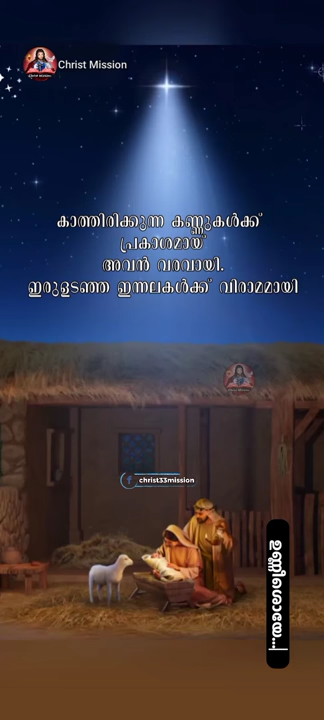 Christ Mission
കാത്തിരിക്കുന്ന കണ്ണുകൾക്ക്
പ്രകാശമായ്
അവൻ വരവായി.
ഇരുളടഞ്ഞ ഇന്നലകൾക്ക് വിരാമമായി
christ33mission
ഉണ്ണീശോയേ...